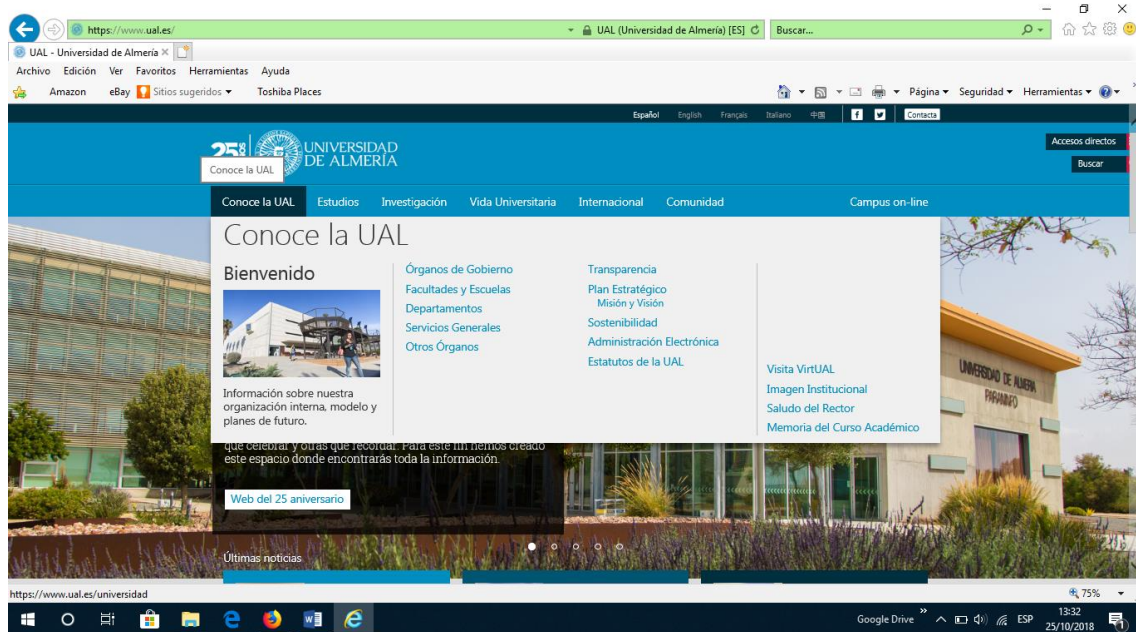 https://www.ual.es/
UAL (Universidad de Almería) [ES]
Buscar...
UAL - Universidad de Almería
Archivo Edición Ver Favoritos Herramientas Ayuda
Amazon eBay Sitios sugeridos Toshiba Places
Página Seguridad Herramientas
Español English Français Italiano 中国 Contacta
25
UNIVERSIDAD
DE ALMERÍA
Accesos directos
Buscar
Conoce la UAL
Conoce la UAL Estudios Investigación Vida Universitaria Internacional Comunidad Campus on-line
Conoce la UAL
Bienvenido
Información sobre nuestra
organización interna, modelo y
planes de futuro.
Órganos de Gobierno
Facultades y Escuelas
Departamentos
Servicios Generales
Otros Órganos
Transparencia
Plan Estratégico
Misión y Visión
Sostenibilidad
Administración Electrónica
Estatutos de la UAL
Visita VirtUAL
Imagen Institucional
Saludo del Rector
Memoria del Curso Académico
UNIVERSIDAD DE ALMERIA
PARANINFO
que celebrar y otras que recordar. Para este fin hemos creado
este espacio donde encontrarás toda la información.
Web del 25 aniversario
Últimas noticias
https://www.ual.es/universidad
75%
Google Drive
ESP
13:32
25/10/2018